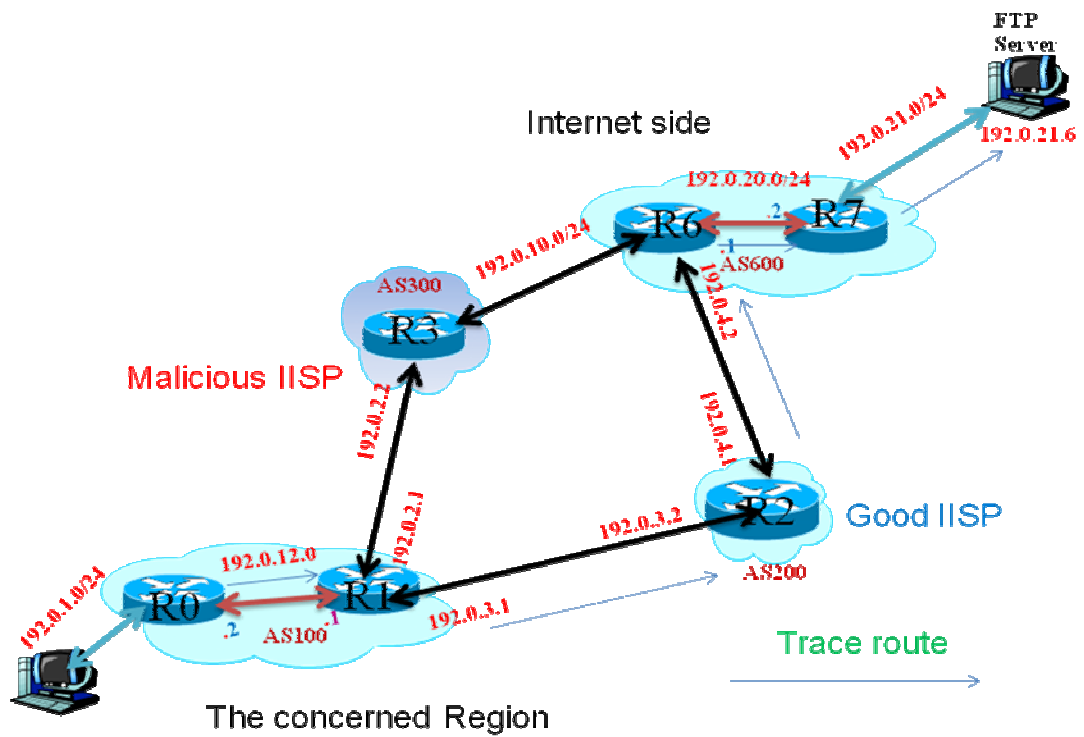 FTP
Server
192.0.21.0/24
Internet side
192.0.21.6
192.0.20.0/24
R6
.2
R7
.1
AS600
192.0.10.0/24
AS300
R3
192.0.4.2
Malicious IISP
192.0.2.2
192.0.4.1
R2
Good IISP
192.0.3.2
192.0.2.1
AS200
192.0.12.0
192.0.1.0/24
R0
R1
192.0.3.1
.2
AS100
.1
Trace route
The concerned Region